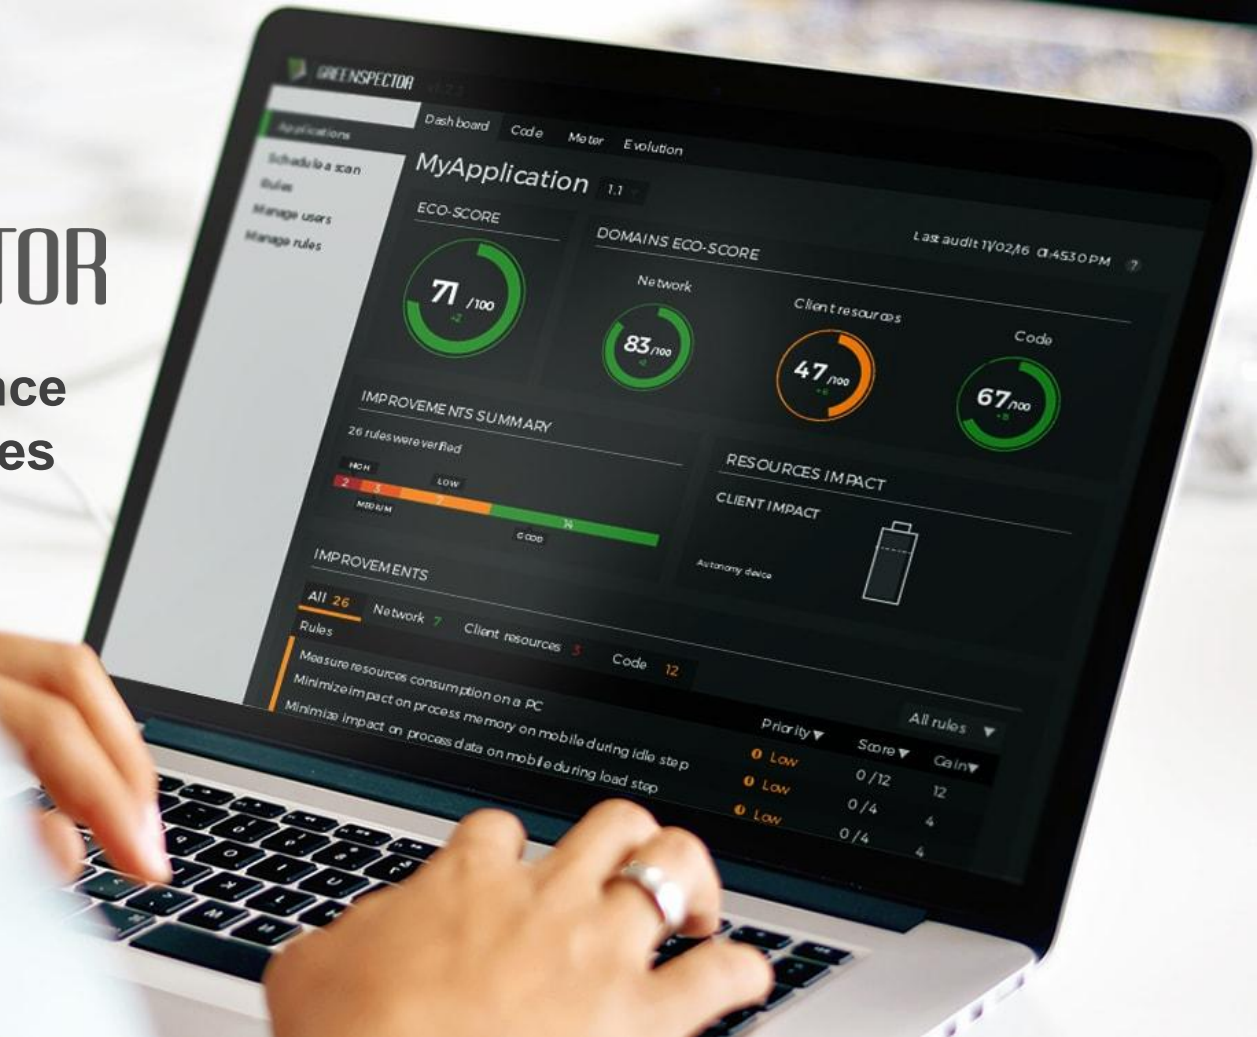 GREENSPECTOR
Dashboard Code Meter Evolution
Applications
Schedule a scan
Rules
Manage users
Manage rules
MyApplication 1.1
Last audit 11/02/16 01:45:30 PM ?
ECO-SCORE
71 /100
+2
DOMAINS ECO-SCORE
Network
83 /100
Client resources
47 /100
+6
Code
67 /100
TOR
nce
es
IMPROVEMENTS SUMMARY
26 rules were verified
HIGH
LOW
2 3 7 14
MEDIUM
GOOD
RESOURCES IMPACT
CLIENT IMPACT
Autonomy device
IMPROVEMENTS
All 26 Network 7 Client resources 3 Code 12
All rules ▼
Rules Priority▼ Score▼ Gain▼
Measure resources consumption on a PC Low 0/12 12
Minimize impact on process memory on mobile during idle step Low 0/4 4
Minimize impact on process data on mobile during load step Low 0/4 4